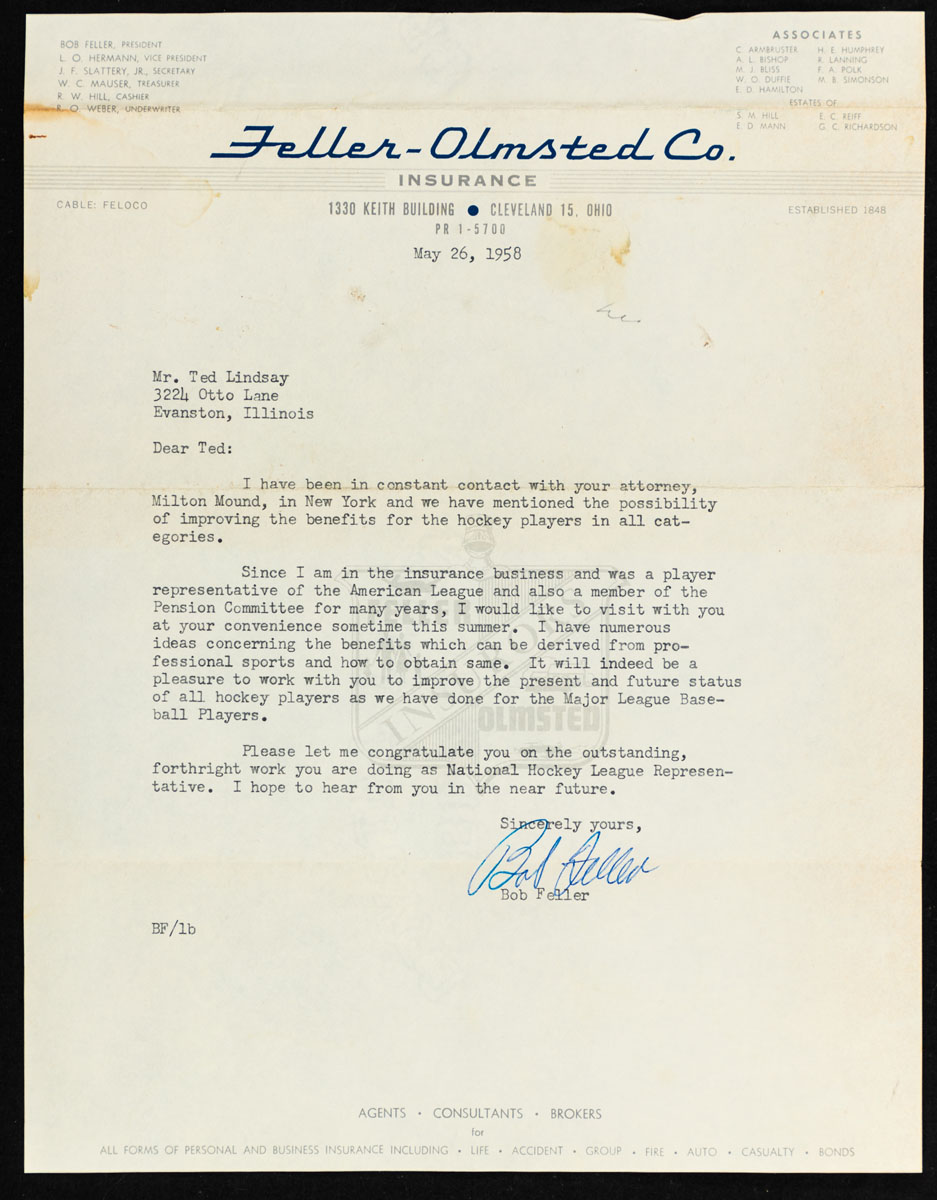 BOB FELLER, PRESIDENT
L. O. HERMANN, VICE PRESIDENT
J. F. SLATTERY, JR., SECRETARY
W. C. MAUSER, TREASURER
R. W. HILL, CASHIER
R. O. WEBER, UNDERWRITER
ASSOCIATES
C. ARMBRUSTER H. E. HUMPHREY
A. L. BISHOP R. LANNING
M. J. BLISS F. A. POLK
W. O. DUFFIE M. B. SIMONSON
E. D. HAMILTON
ESTATES OF
S. M. HILL E. C. REIFF
E. D. MANN G. C. RICHARDSON
Feller-Olmsted Co.
INSURANCE
CABLE: FELOCO
1330 KEITH BUILDING ● CLEVELAND 15, OHIO
ESTABLISHED 1848
PR 1-5700
May 26, 1958
Mr. Ted Lindsay
3224 Otto Lane
Evanston, Illinois
Dear Ted:
I have been in constant contact with your attorney,
Milton Mound, in New York and we have mentioned the possibility
of improving the benefits for the hockey players in all cat-
egories.
Since I am in the insurance business and was a player
representative of the American League and also a member of the
Pension Committee for many years, I would like to visit with you
at your convenience sometime this summer. I have numerous
ideas concerning the benefits which can be derived from pro-
fessional sports and how to obtain same. It will indeed be a
pleasure to work with you to improve the present and future status
of all hockey players as we have done for the Major League Base-
ball Players.
Please let me congratulate you on the outstanding,
forthright work you are doing as National Hockey League Represen-
tative. I hope to hear from you in the near future.
FELLER
INSURORS
OLMSTED
Sincerely yours,
Bob Feller
Bob Feller
BF/lb
AGENTS • CONSULTANTS • BROKERS
for
ALL FORMS OF PERSONAL AND BUSINESS INSURANCE INCLUDING • LIFE • ACCIDENT • GROUP • FIRE • AUTO • CASUALTY • BONDS